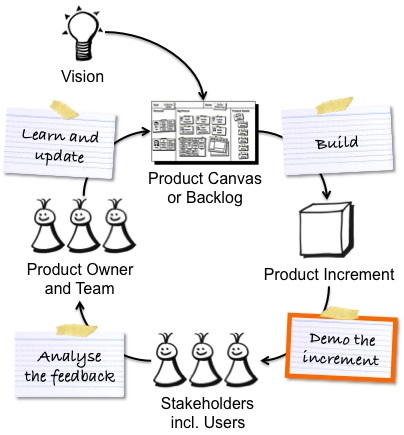 Vision
Learn and
update
Build
Product Canvas
or Backlog
Product Owner
and Team
Product Increment
Demo the
increment
Analyse
the feedback
Stakeholders
incl. Users